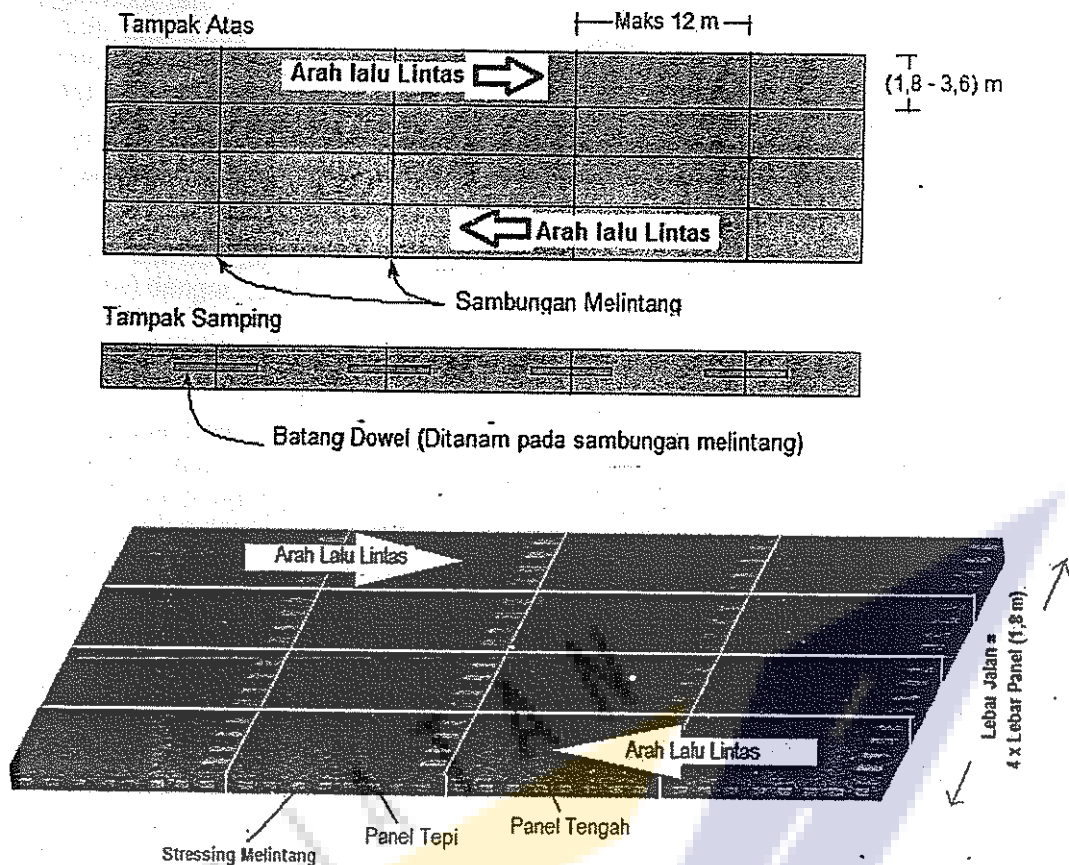 Tampak Atas
Maks 12 m
Arah lalu Lintas
(1,8 - 3,6) m
Arah lalu Lintas
Sambungan Melintang
Tampak Samping
Batang Dowel (Ditanam pada sambungan melintang)
Arah Lalu Lintas
Lebar Jalan =
4 x Lebar Panel (1,8 m)
Arah Lalu Lintas
Panel Tengah
Panel Tepi
Stressing Melintang